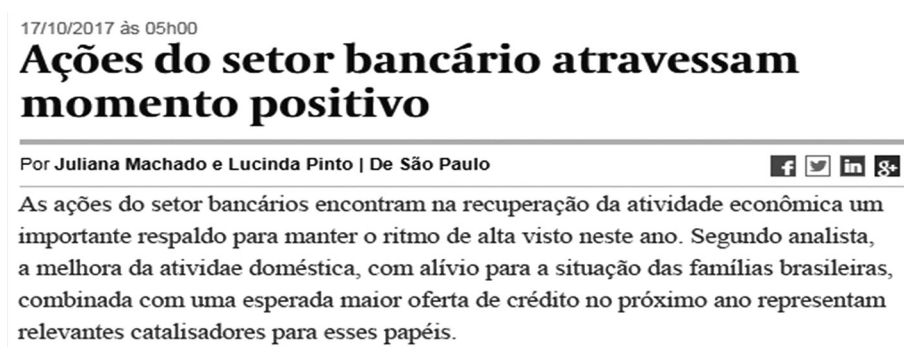 17/10/2017 às 05h00
Ações do setor bancário atravessam
momento positivo
Por Juliana Machado e Lucinda Pinto | De São Paulo
As ações do setor bancários encontram na recuperação da atividade econômica um
importante respaldo para manter o ritmo de alta visto neste ano. Segundo analista,
a melhora da atividae doméstica, com alívio para a situação das famílias brasileiras,
combinada com uma esperada maior oferta de crédito no próximo ano representam
relevantes catalisadores para esses papéis.